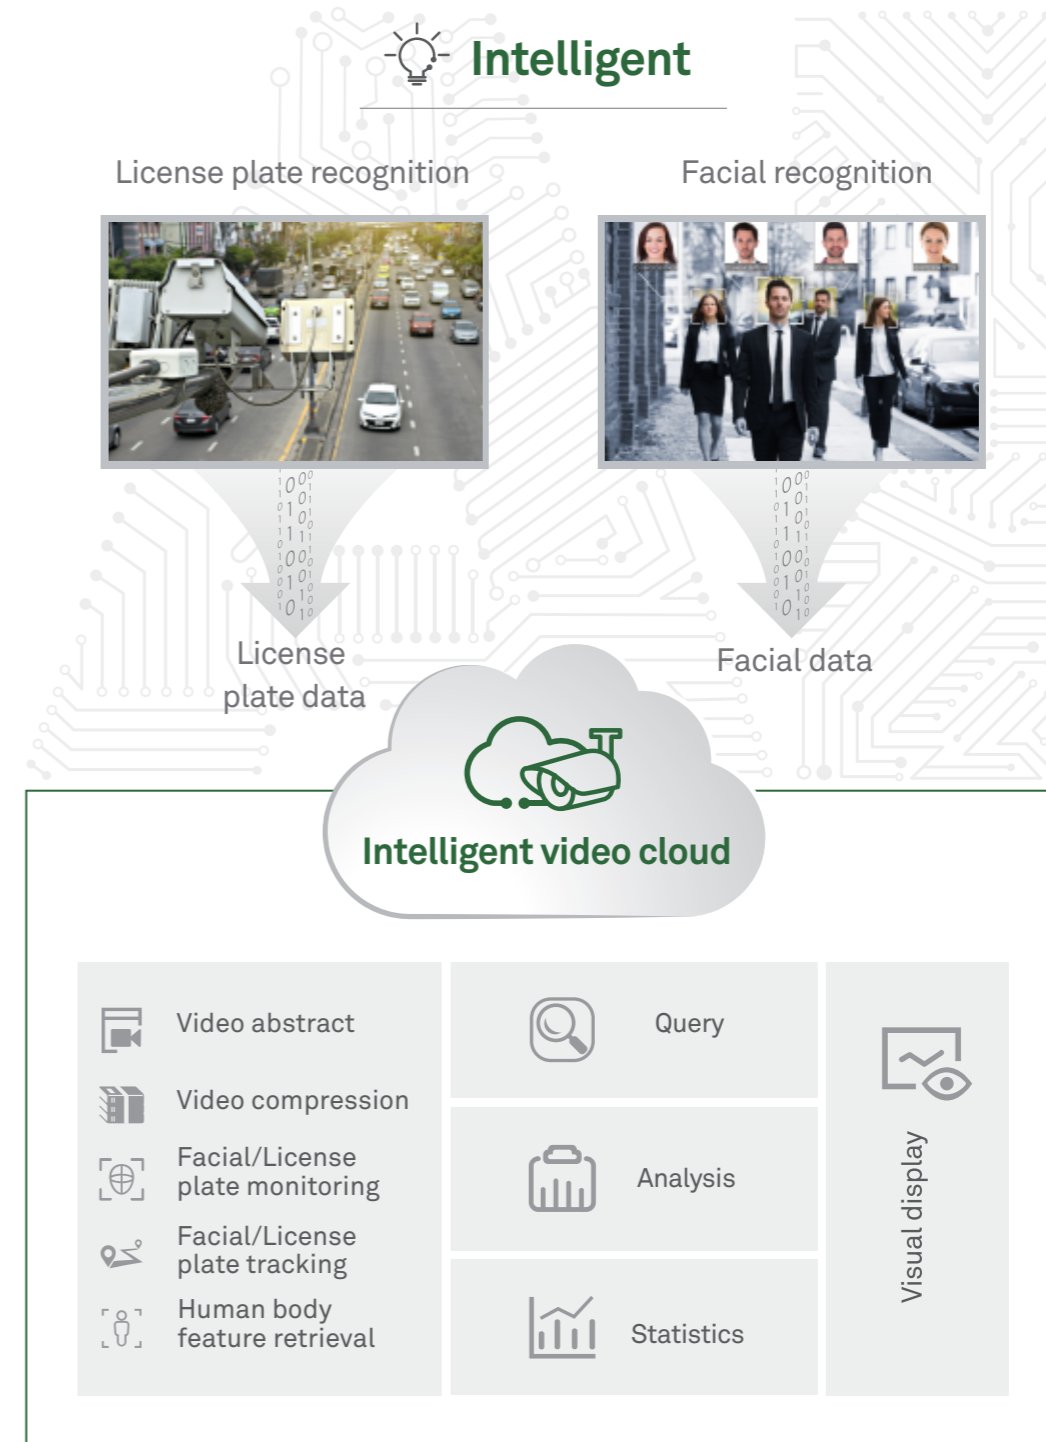 Intelligent
License plate recognition
Facial recognition
License
plate data
Facial data
Intelligent video cloud
Video abstract
Video compression
Facial/License
plate monitoring
Facial/License
plate tracking
Human body
feature retrieval
Query
Analysis
Statistics
Visual display